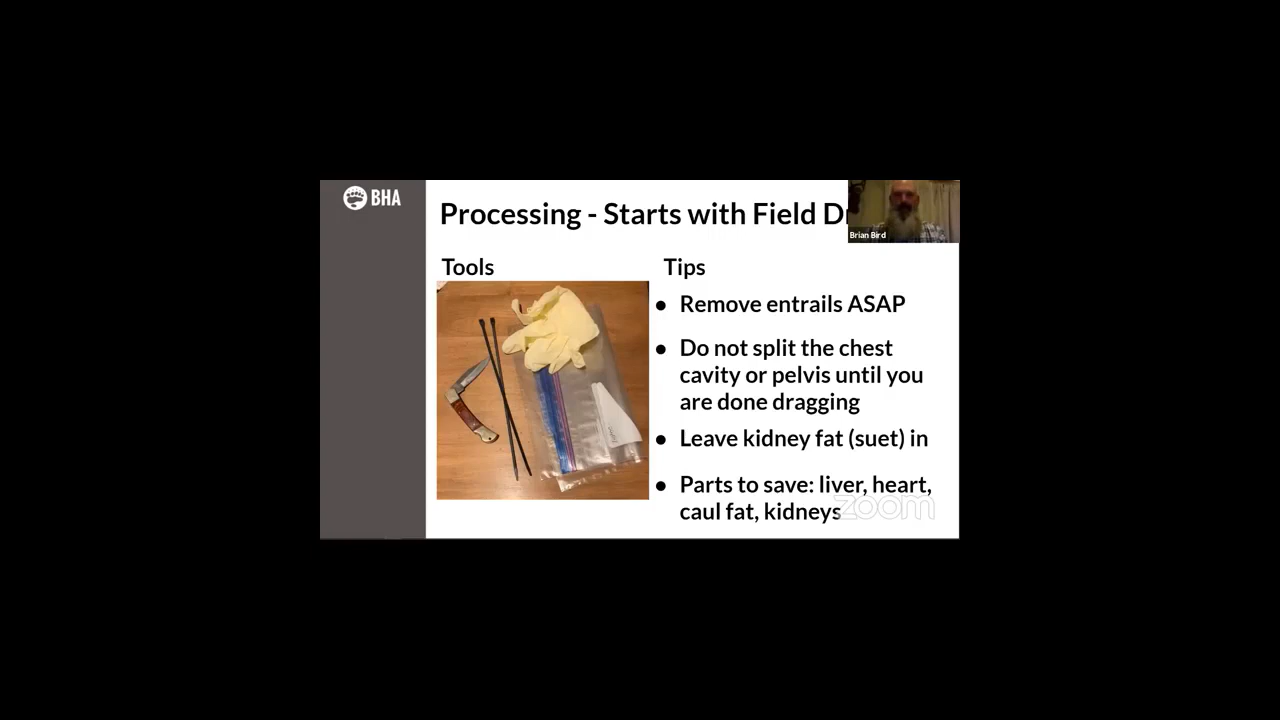 BHA
Processing - Starts with Field
Brian Bird
Tools
Tips
• Remove entrails ASAP
• Do not split the chest
cavity or pelvis until you
are done dragging
• Leave kidney fat (suet) in
• Parts to save: liver, heart,
caul fat, kidneys
zoom